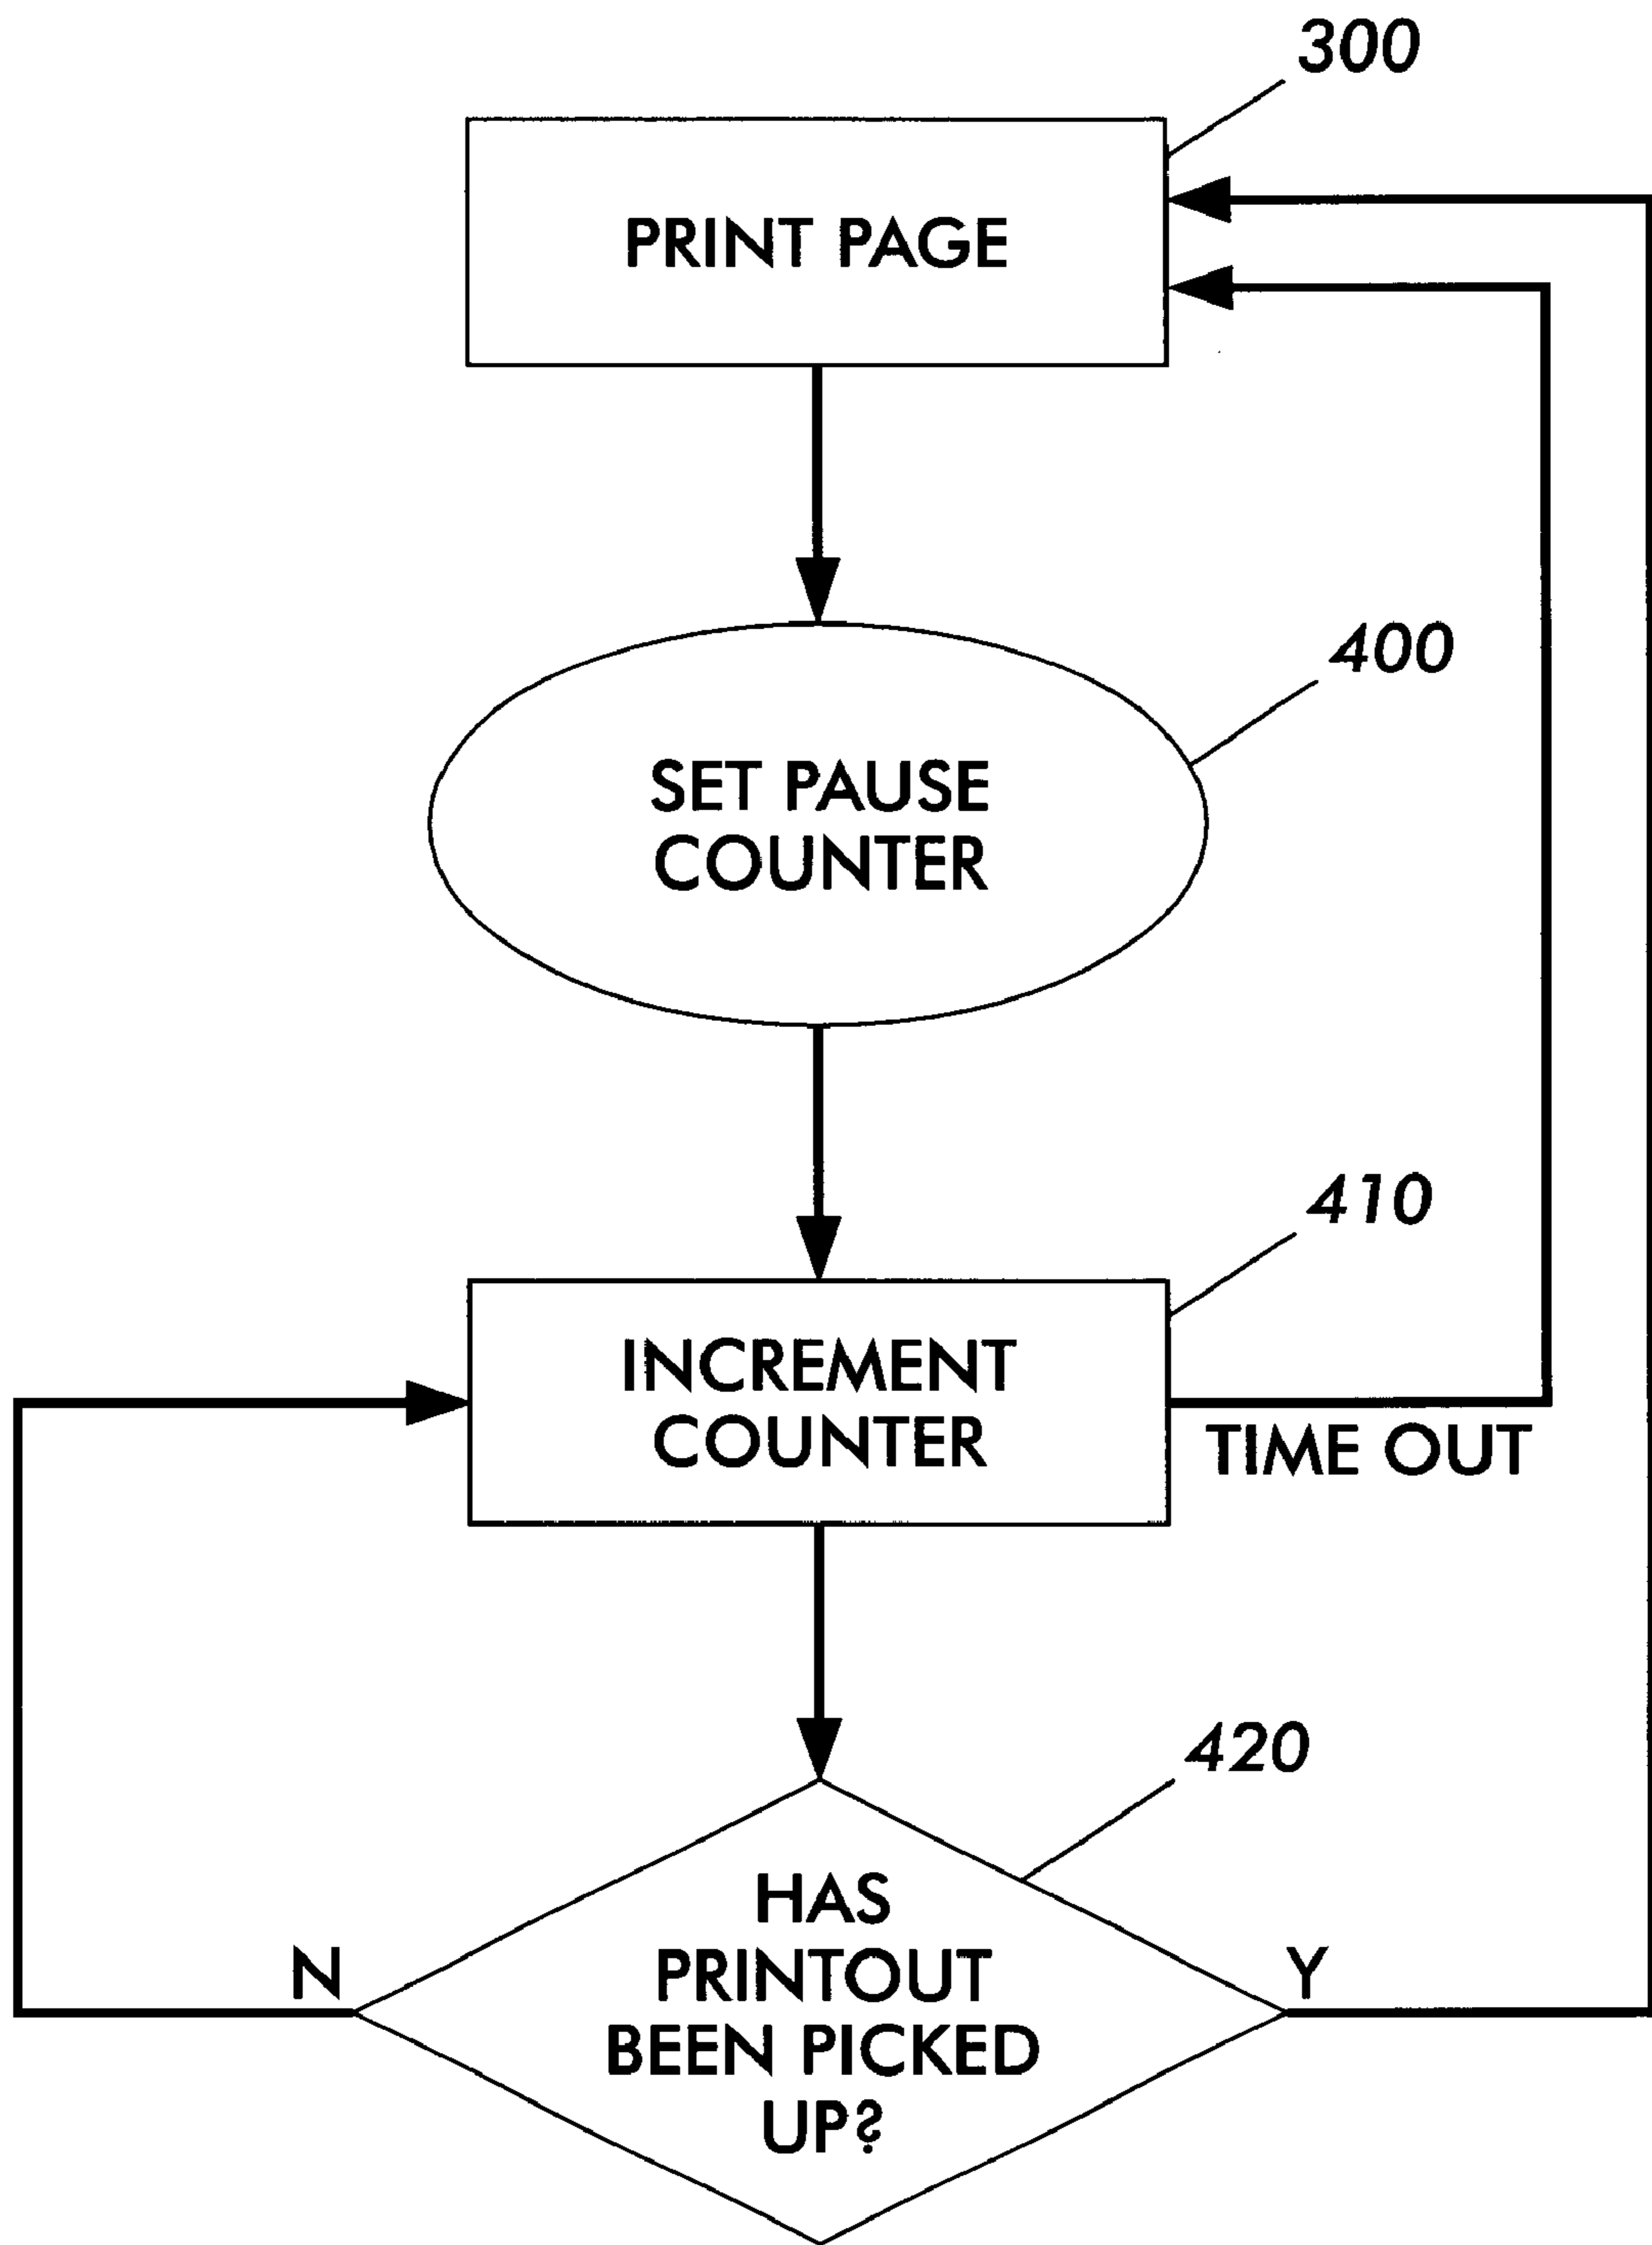 300
PRINT PAGE
400
SET PAUSE
COUNTER
410
INCREMENT
COUNTER
TIME OUT
420
HAS
PRINTOUT
BEEN PICKED
UP?
N
Y